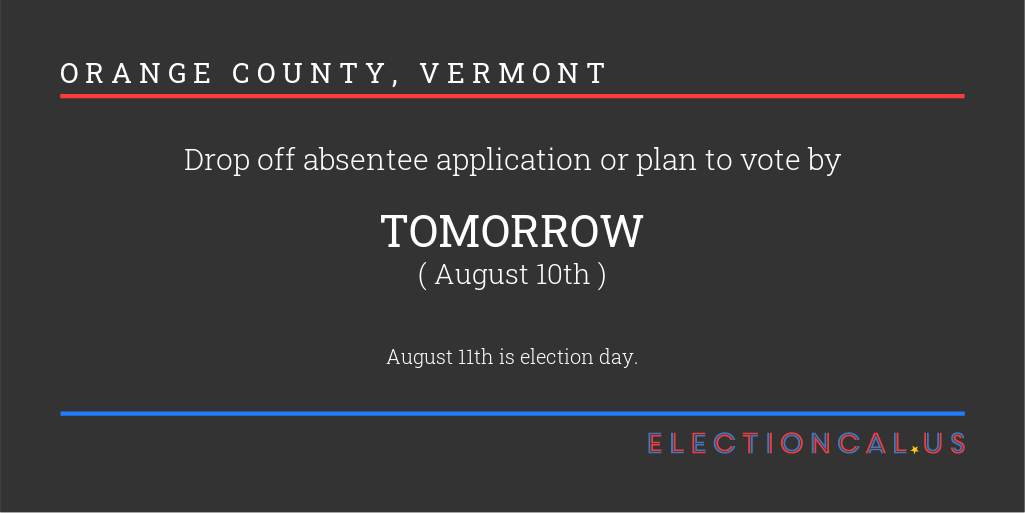 ORANGE COUNTY, VERMONT
Drop off absentee application or plan to vote by
TOMORROW
( August 10th )
August 11th is election day.
ELECTIONCAL.US